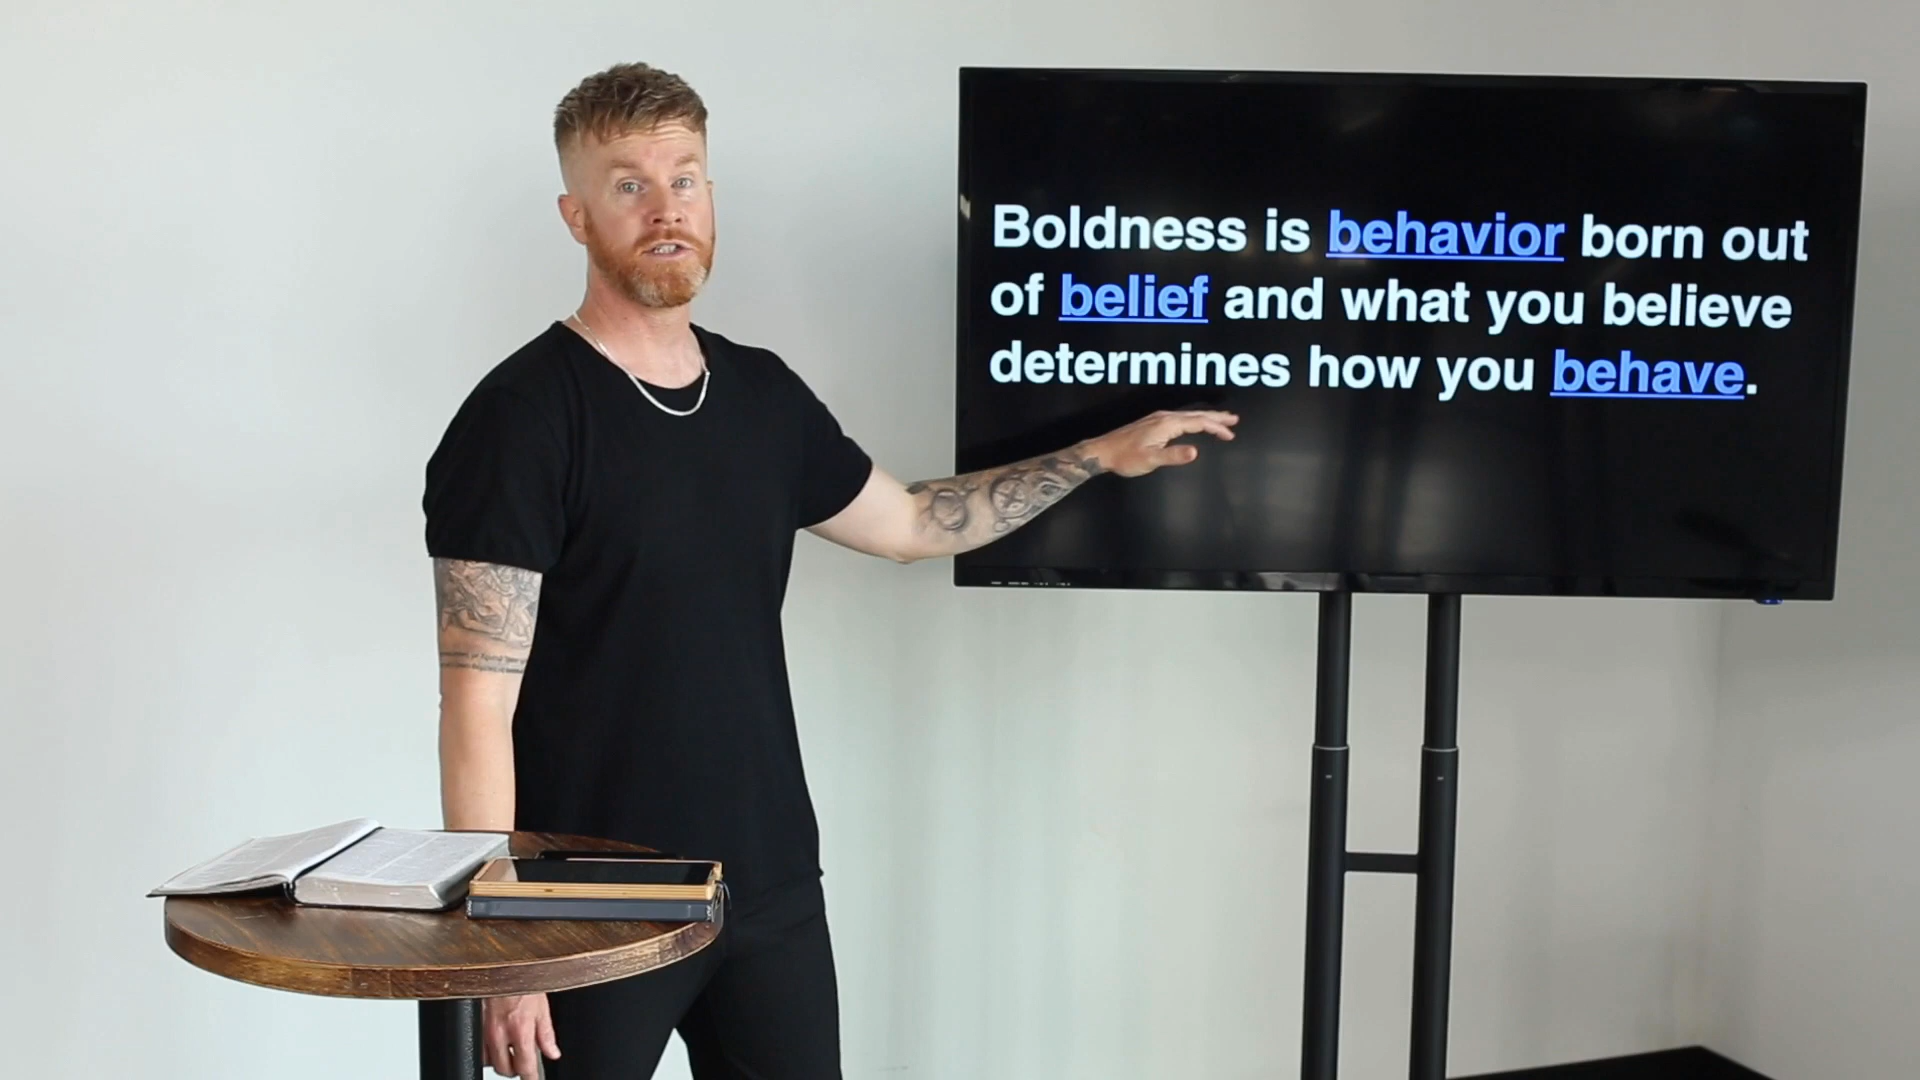 Boldness is behavior born out
of belief and what you believe
determines how you behave.